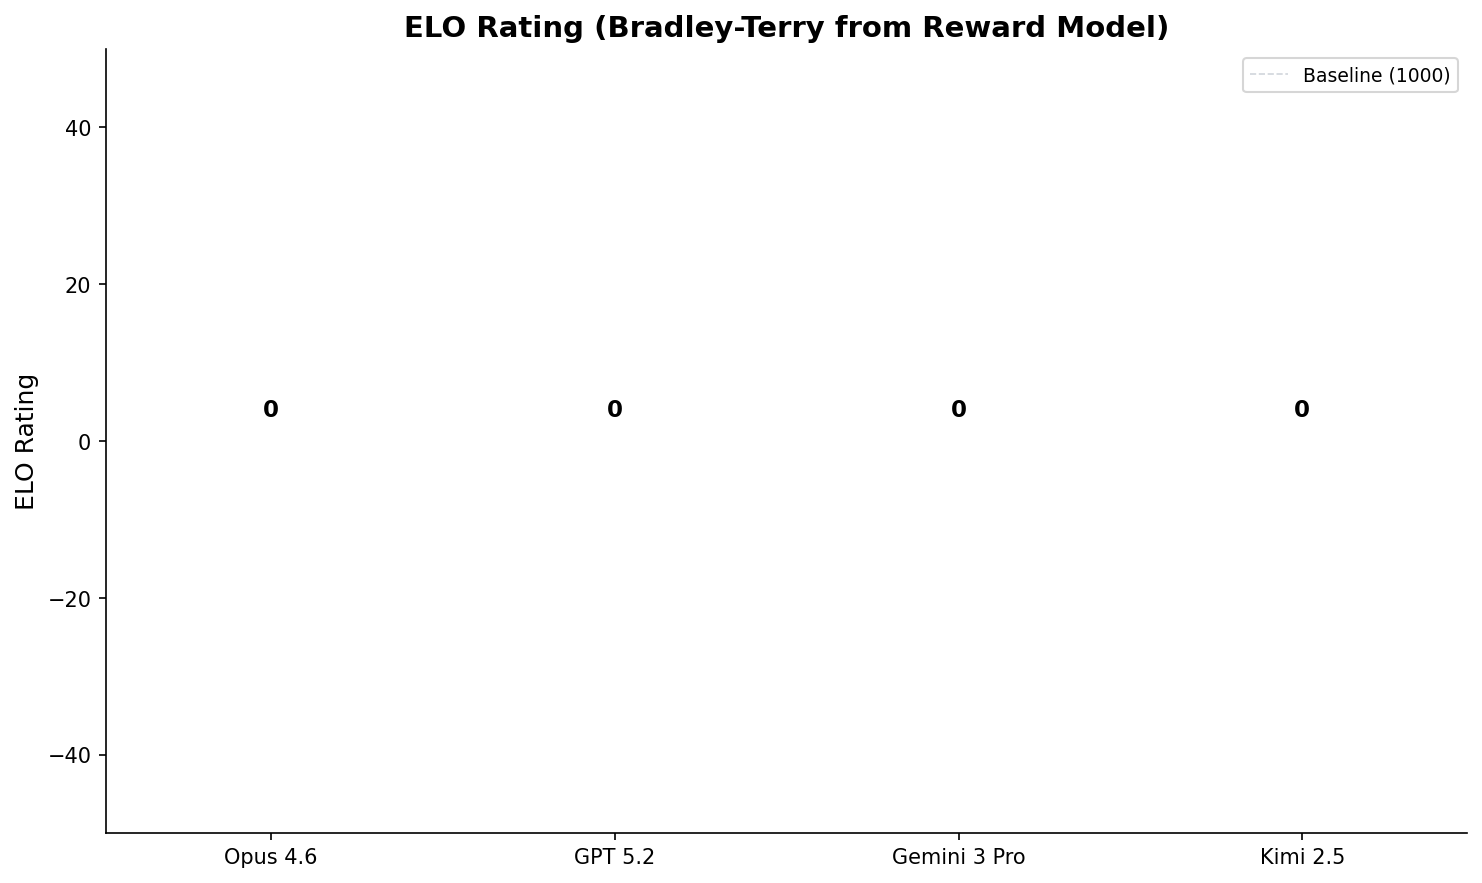 ELO Rating (Bradley-Terry from Reward Model)
Baseline (1000)
ELO Rating
40
20
0
−20
−40
0
0
0
0
Opus 4.6
GPT 5.2
Gemini 3 Pro
Kimi 2.5